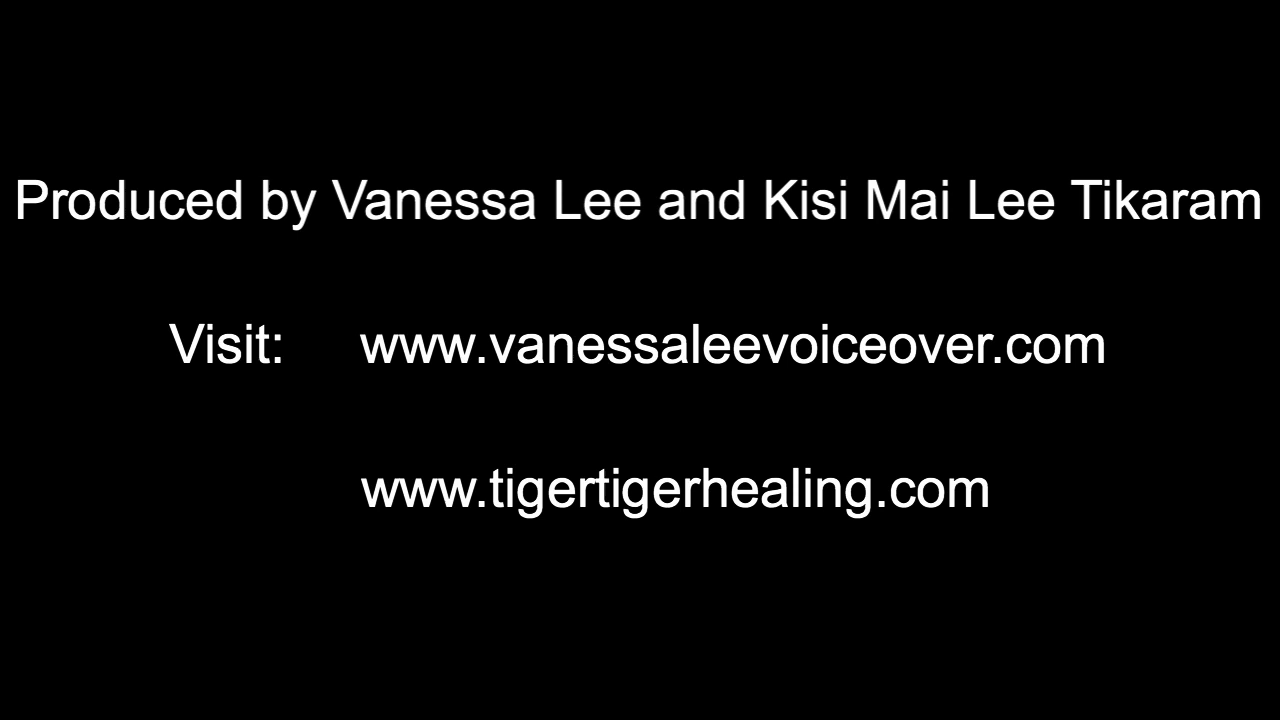 Produced by Vanessa Lee and Kisi Mai Lee Tikaram
Visit: www.vanessaleevoiceover.com
www.tigertigerhealing.com